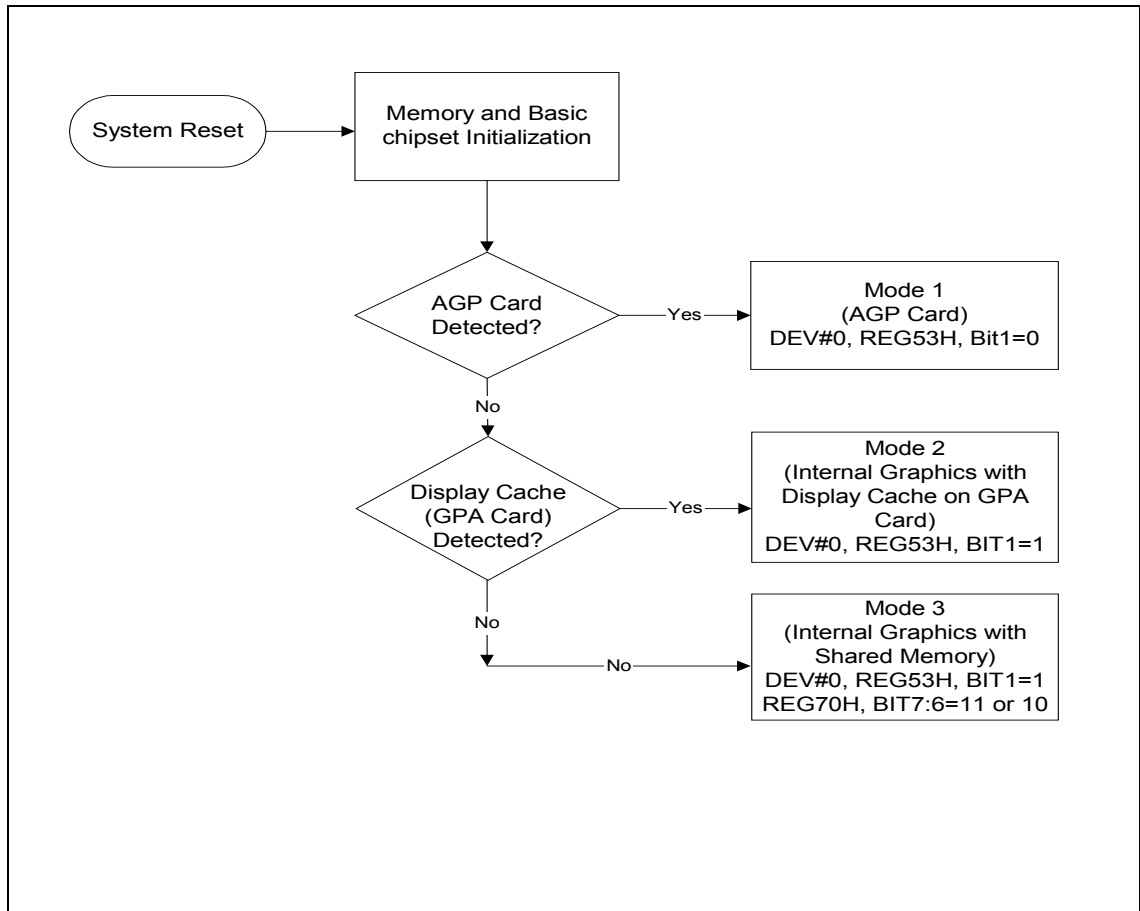 System Reset
Memory and Basic
chipset Initialization
AGP Card
Detected?
Yes
Mode 1
(AGP Card)
DEV#0, REG53H, Bit1=0
No
Display Cache
(GPA Card)
Detected?
Yes
Mode 2
(Internal Graphics with
Display Cache on GPA
Card)
DEV#0, REG53H, BIT1=1
No
No
Mode 3
(Internal Graphics with
Shared Memory)
DEV#0, REG53H, BIT1=1
REG70H, BIT7:6=11 or 10